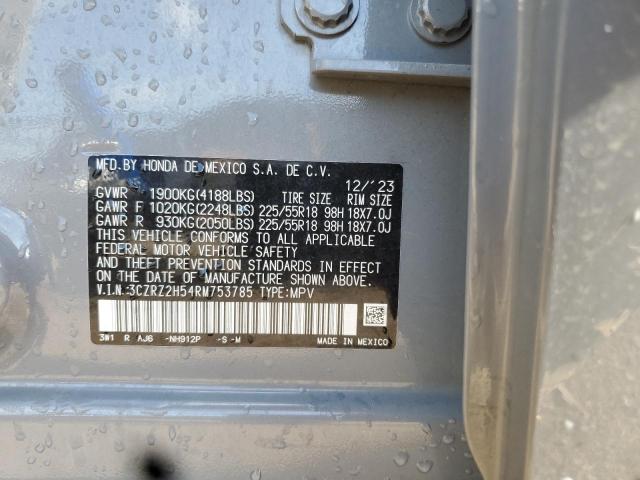 MFD.BY HONDA DE MEXICO S.A. DE C.V.
12/'23
GVWR 1900KG(4188LBS) TIRE SIZE RIM SIZE
GAWR F 1020KG(2248LBS) 225/55R18 98H 18X7.0J
GAWR R 930KG(2050LBS) 225/55R18 98H 18X7.0J
THIS VEHICLE CONFORMS TO ALL APPLICABLE
FEDERAL MOTOR VEHICLE SAFETY
AND THEFT PREVENTION STANDARDS IN EFFECT
ON THE DATE OF MANUFACTURE SHOWN ABOVE.
V.I.N:3CZRZ2H54RM753785 TYPE:MPV
3W1 R AJ6 -NH912P -S-M MADE IN MEXICO